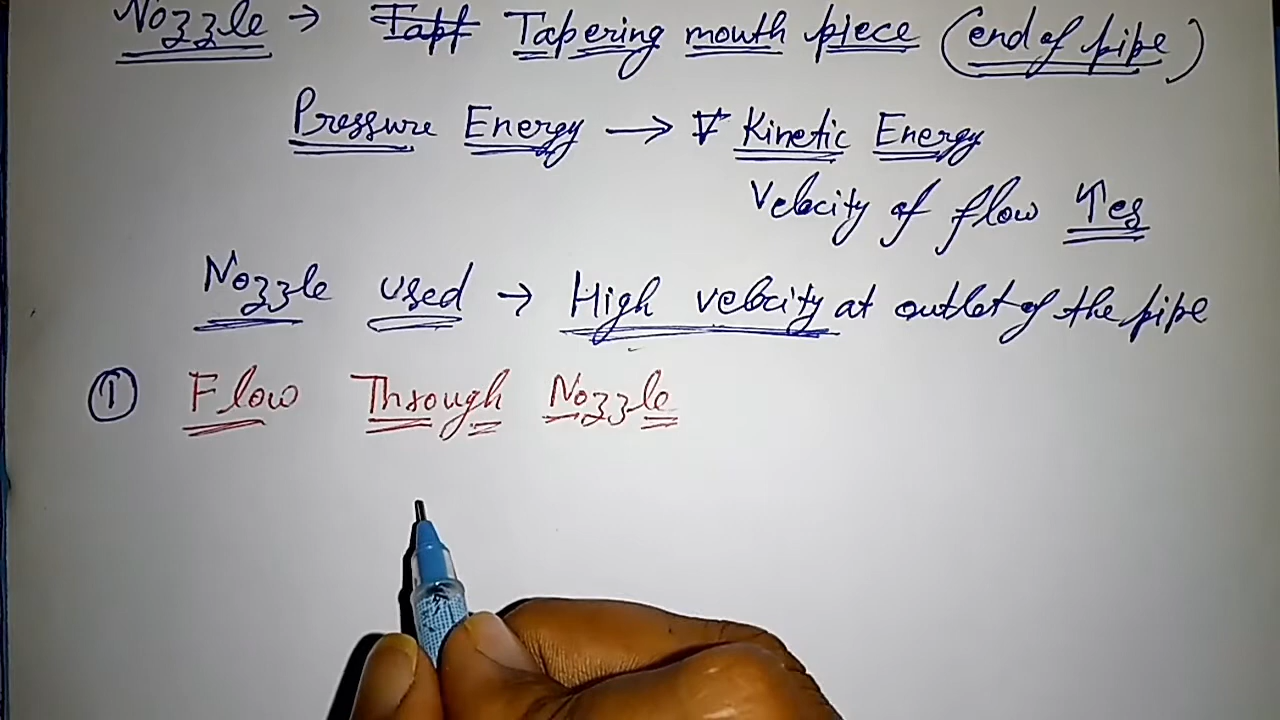 Nozzle → Tapering mouth piece (end of pipe)
Pressure Energy → Kinetic Energy
Velocity of flow ↑es
Nozzle used → High velocity at outlet of the pipe
① Flow Through Nozzle